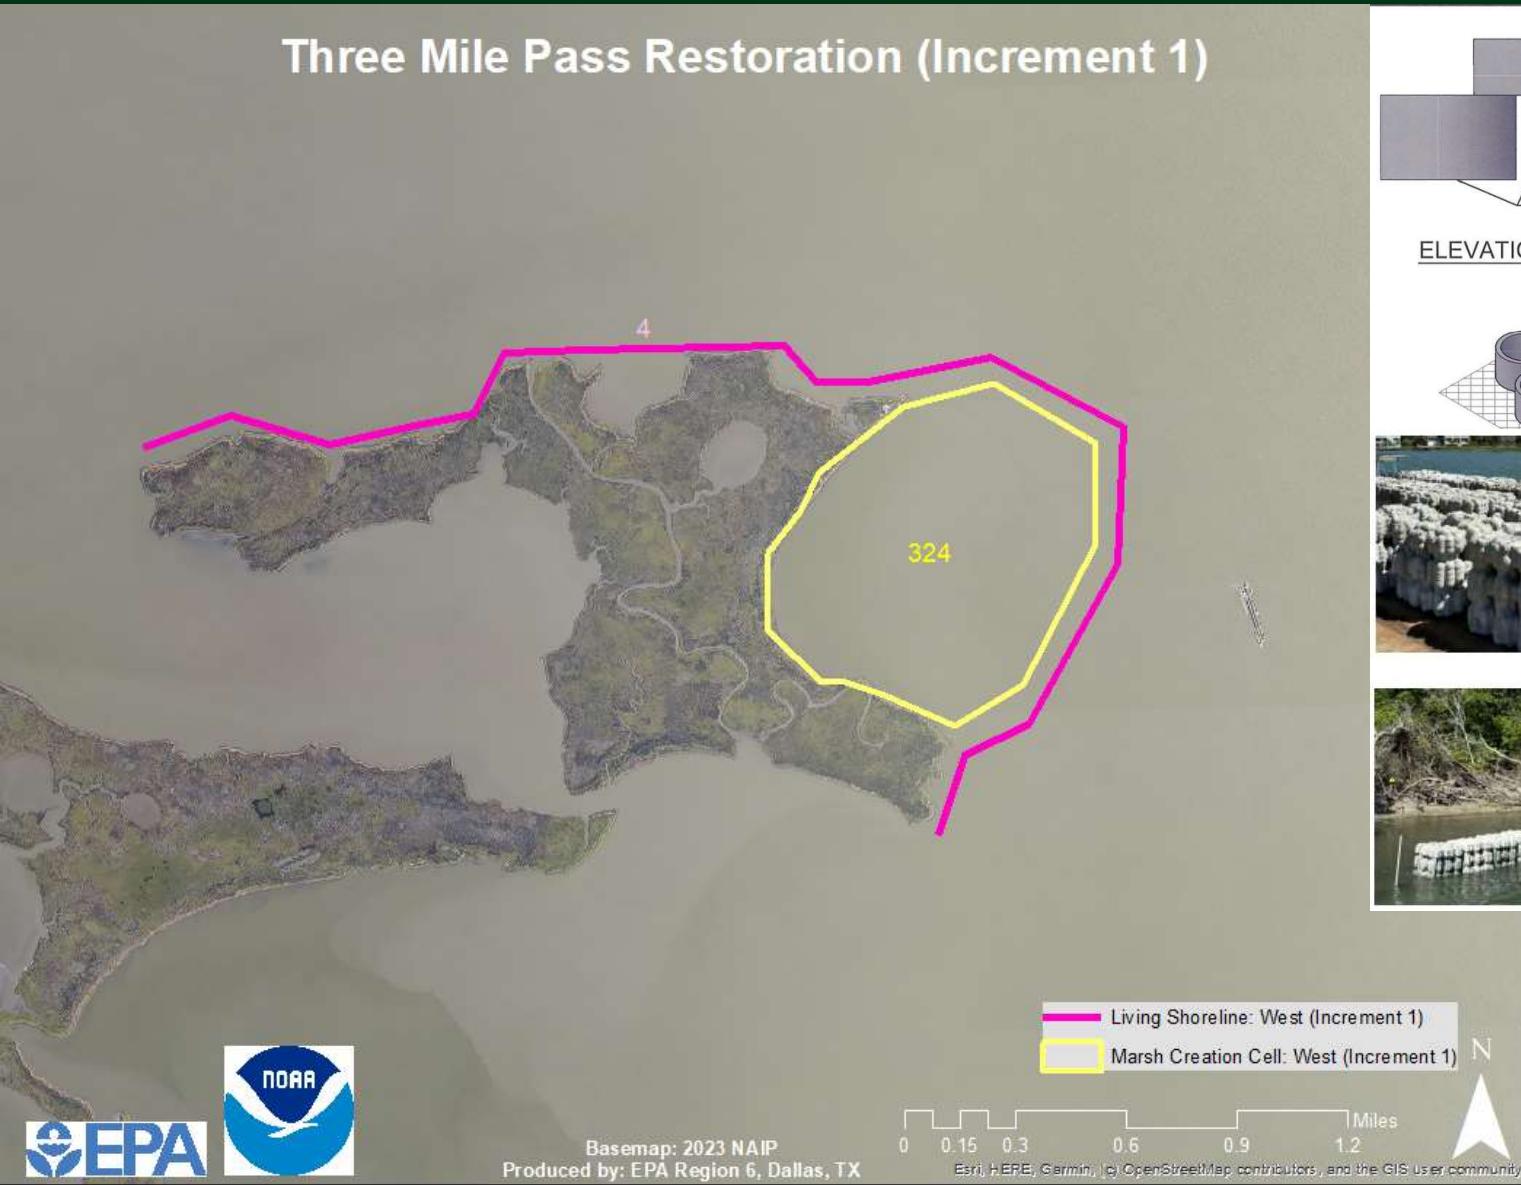 Three Mile Pass Restoration (Increment 1)
4
324
Living Shoreline: West (Increment 1)
Marsh Creation Cell: West (Increment 1)
N
Miles
0 0.15 0.3 0.6 0.9 1.2
NOAA
EPA
Basemap: 2023 NAIP
Produced by: EPA Region 6, Dallas, TX
Esri, HERE, Garmin, (c) OpenStreetMap contributors, and the GIS user community